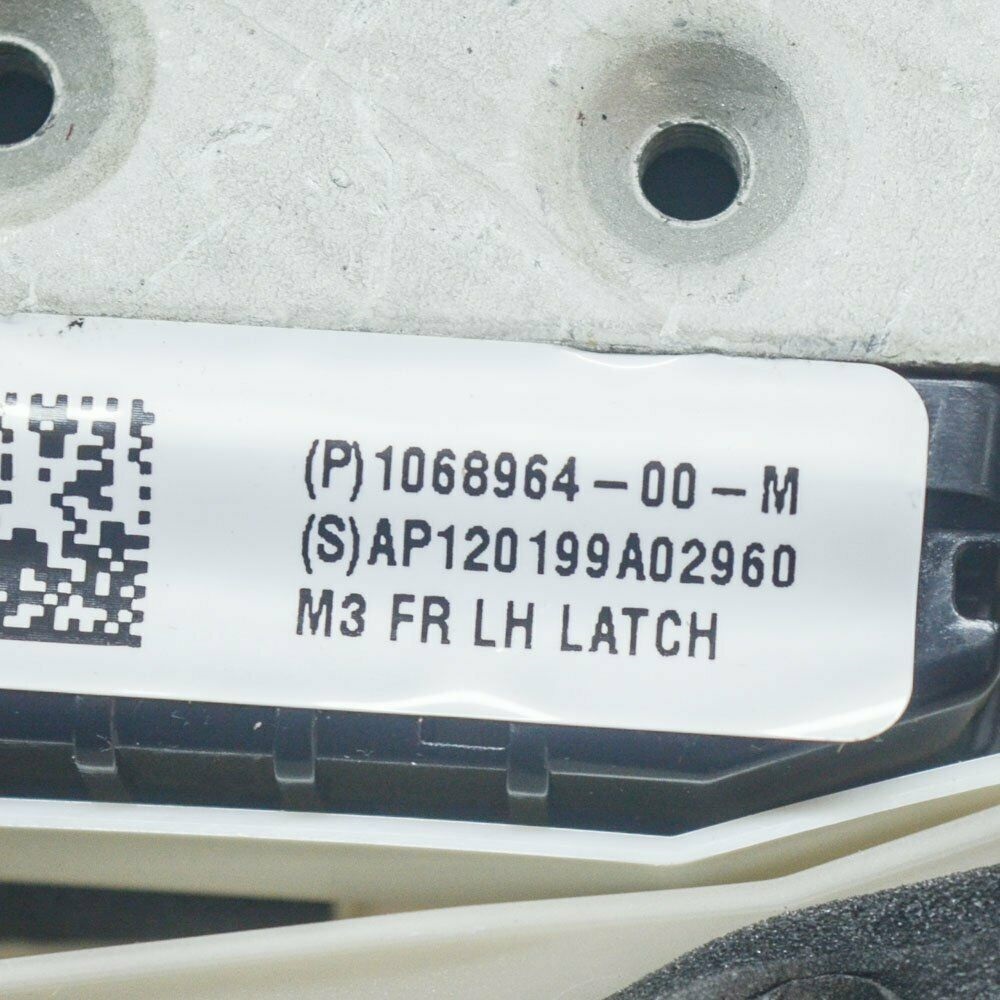 (P)1068964-00-M
(S)AP120199A02960
M3 FR LH LATCH